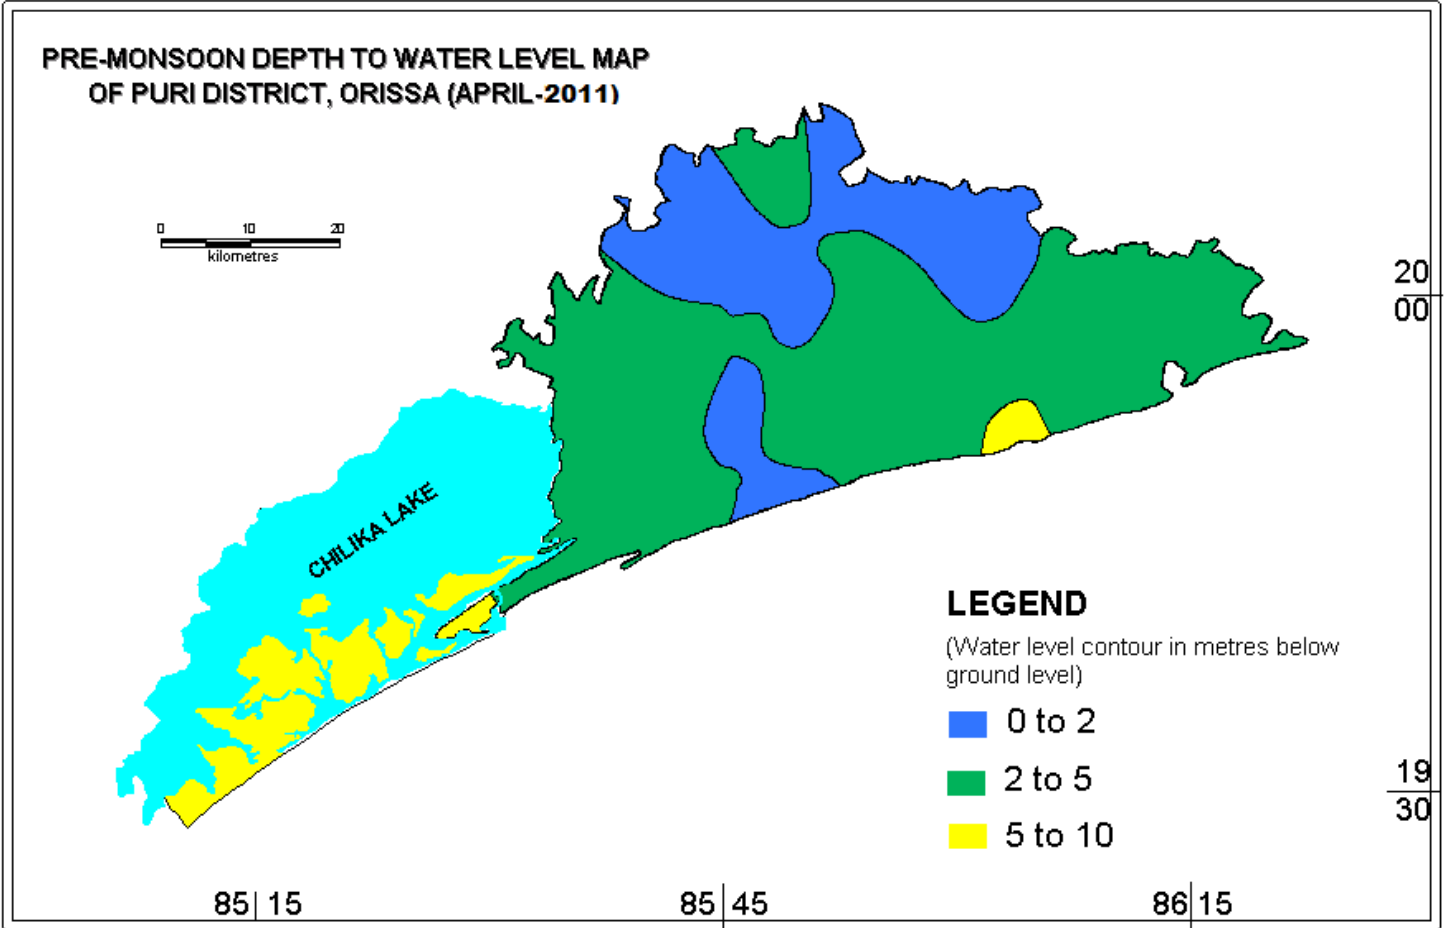 PRE-MONSOON DEPTH TO WATER LEVEL MAP
OF PURI DISTRICT, ORISSA (APRIL-2011)
0 10 20
kilometres
20
00
CHILIKA LAKE
LEGEND
(Water level contour in metres below
ground level)
0 to 2
2 to 5
5 to 10
19
30
85 15
85 45
86 15